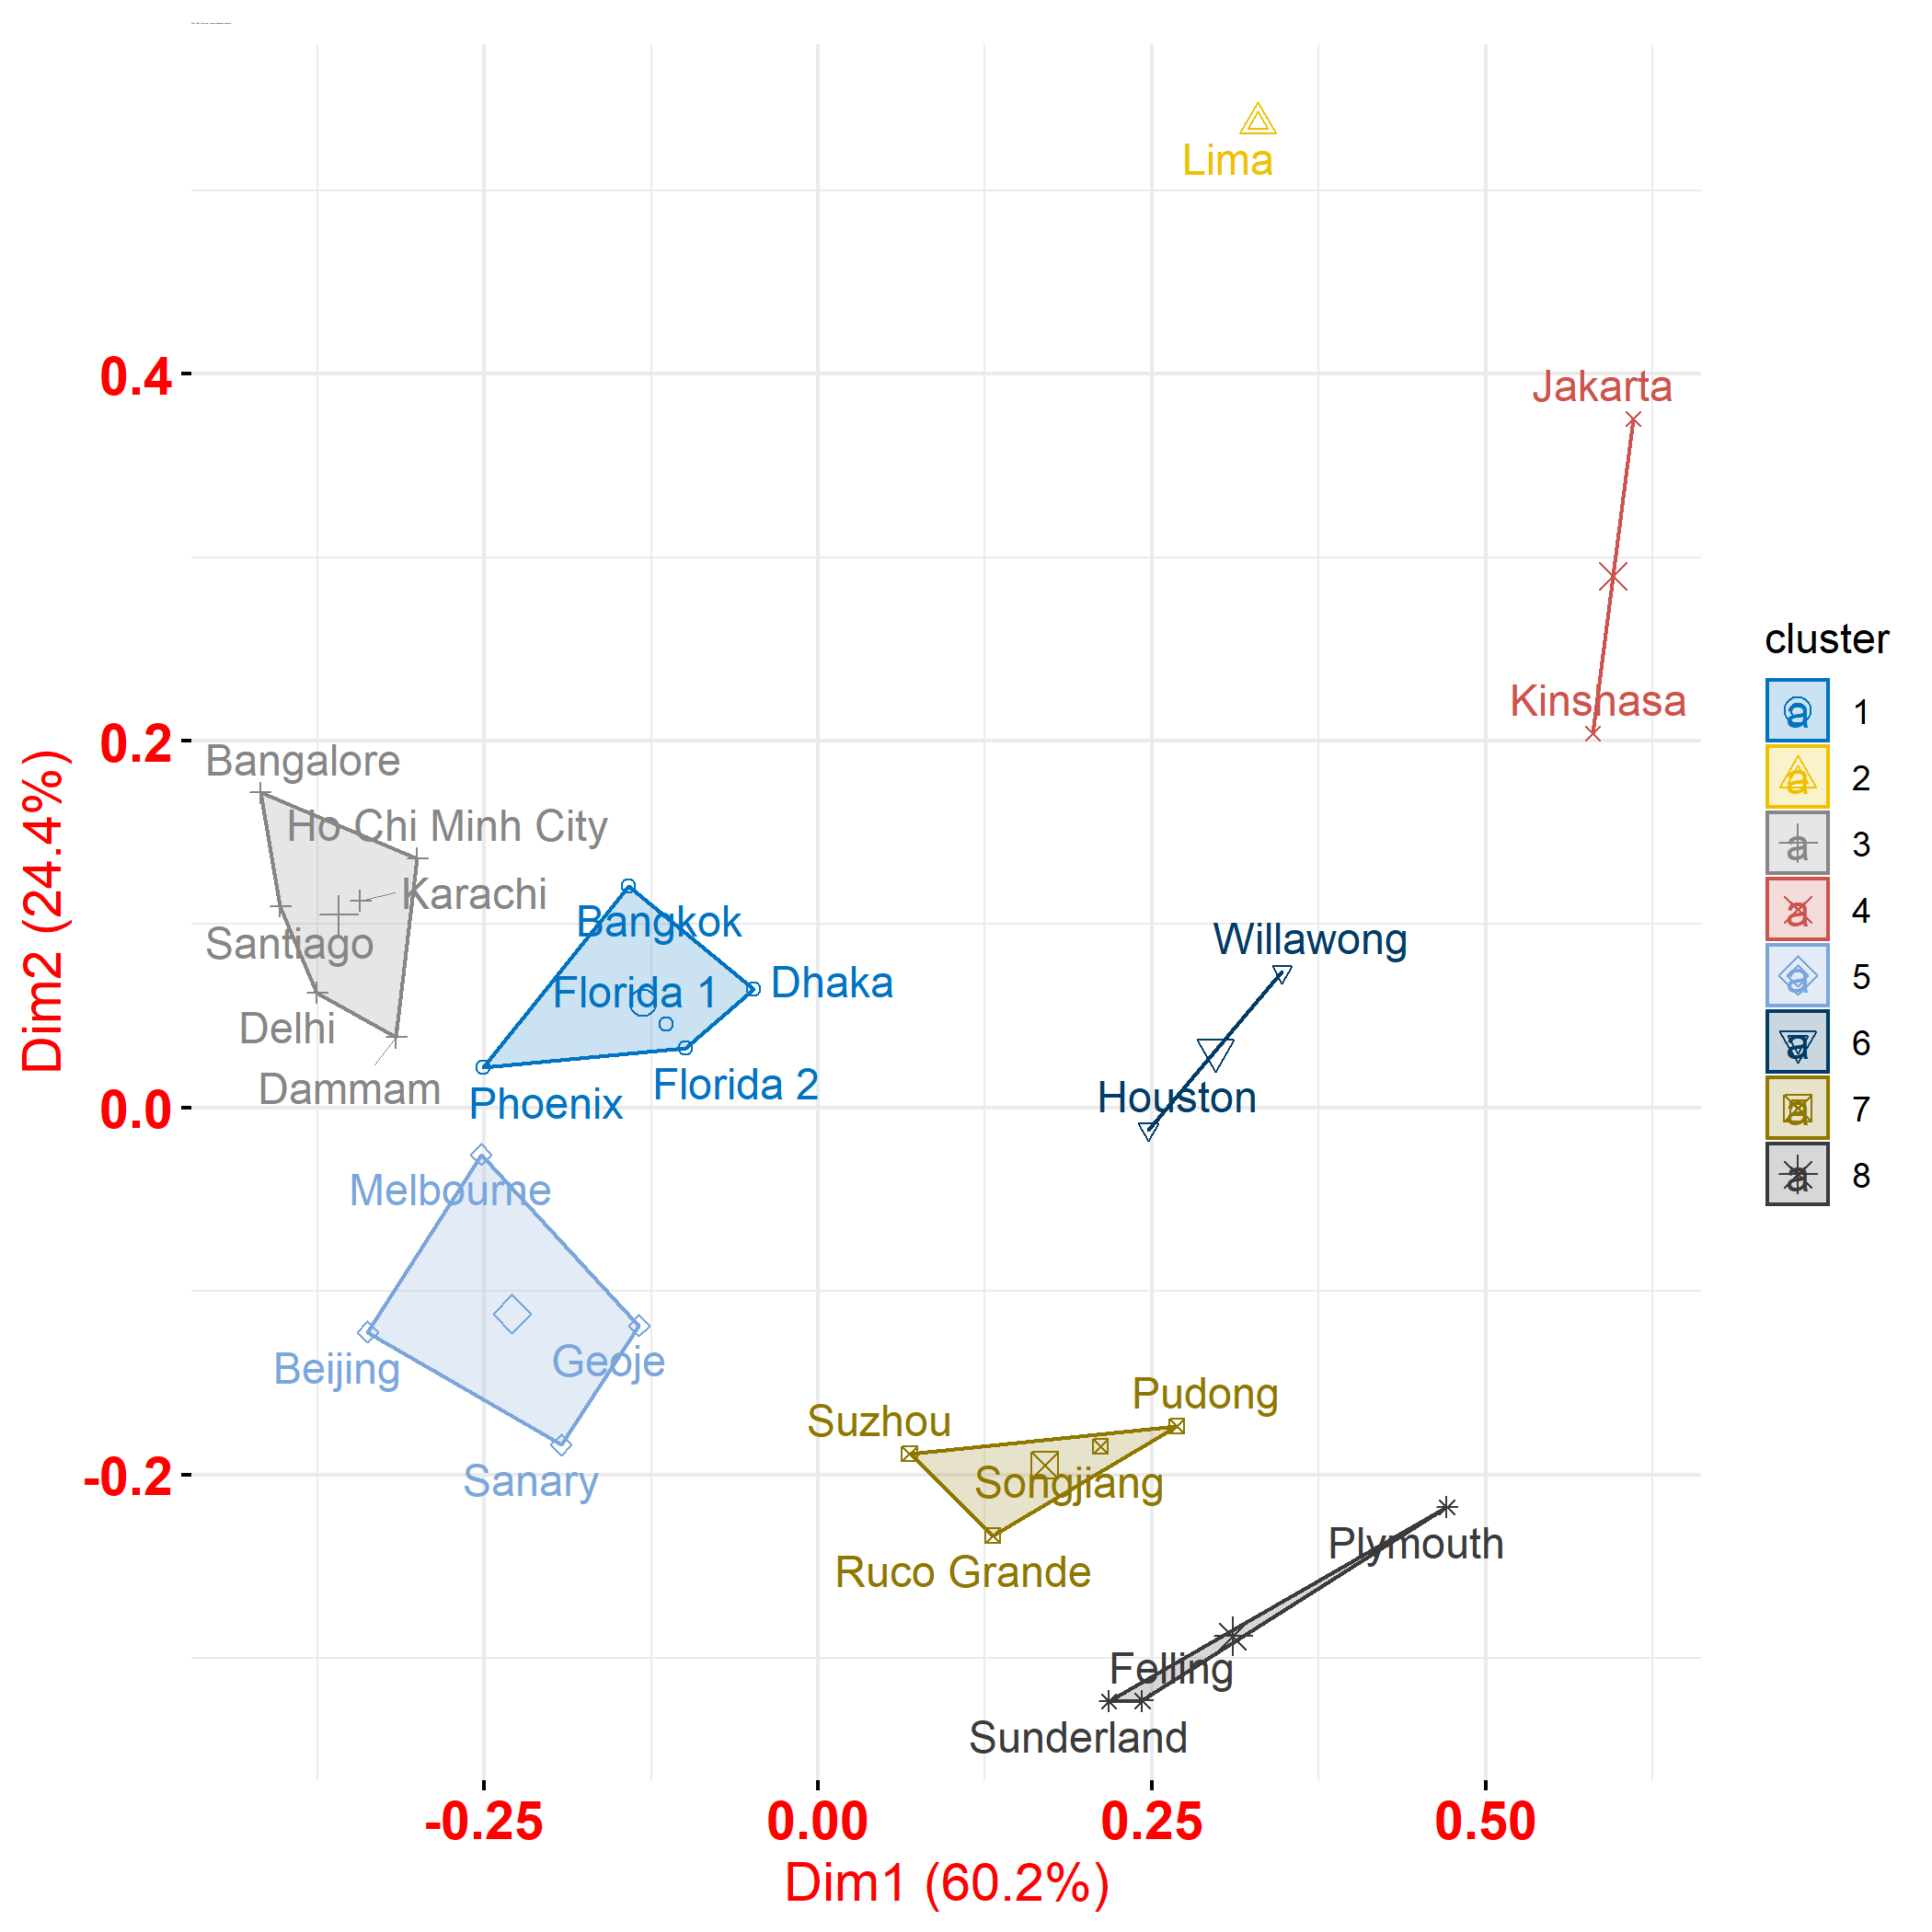 Lima
0.4
Jakarta
Kinshasa
0.2
Bangalore
Ho Chi Minh City
Karachi
Bangkok
Santiago
Willawong
Dhaka
Florida 1
Delhi
Dammam
Florida 2
Phoenix
Houston
0.0
Melbourne
Geoje
Beijing
Pudong
Suzhou
-0.2
Sanary
Songjiang
Plymouth
Ruco Grande
Felling
Sunderland
-0.25 0.00 0.25 0.50
Dim1 (60.2%)
Dim2 (24.4%)
cluster
a 1
a 2
a 3
a 4
a 5
a 6
a 7
a 8